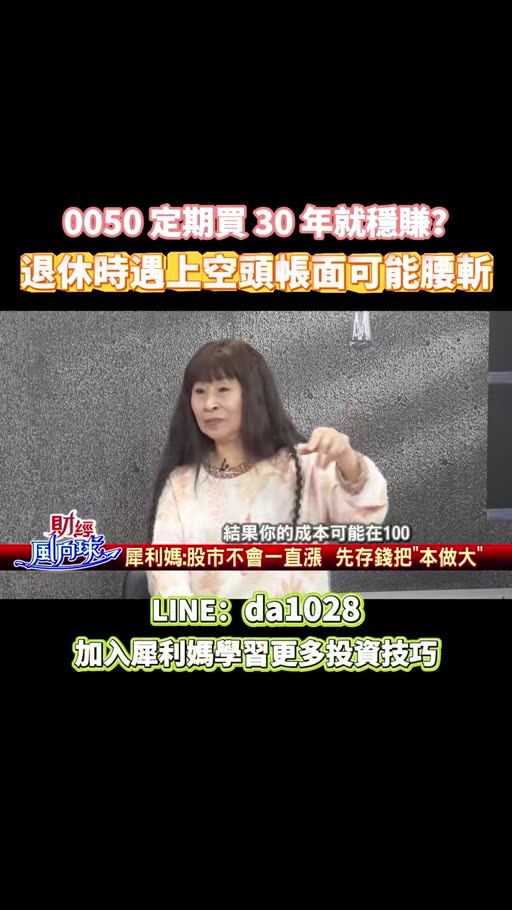 0050 定期買 30 年就穩賺？
退休時遇上空頭帳面可能腰斬
結果你的成本可能在100
財經
風向球
犀利媽:股市不會一直漲 先存錢把"本做大"
LINE：da1028
加入犀利媽學習更多投資技巧